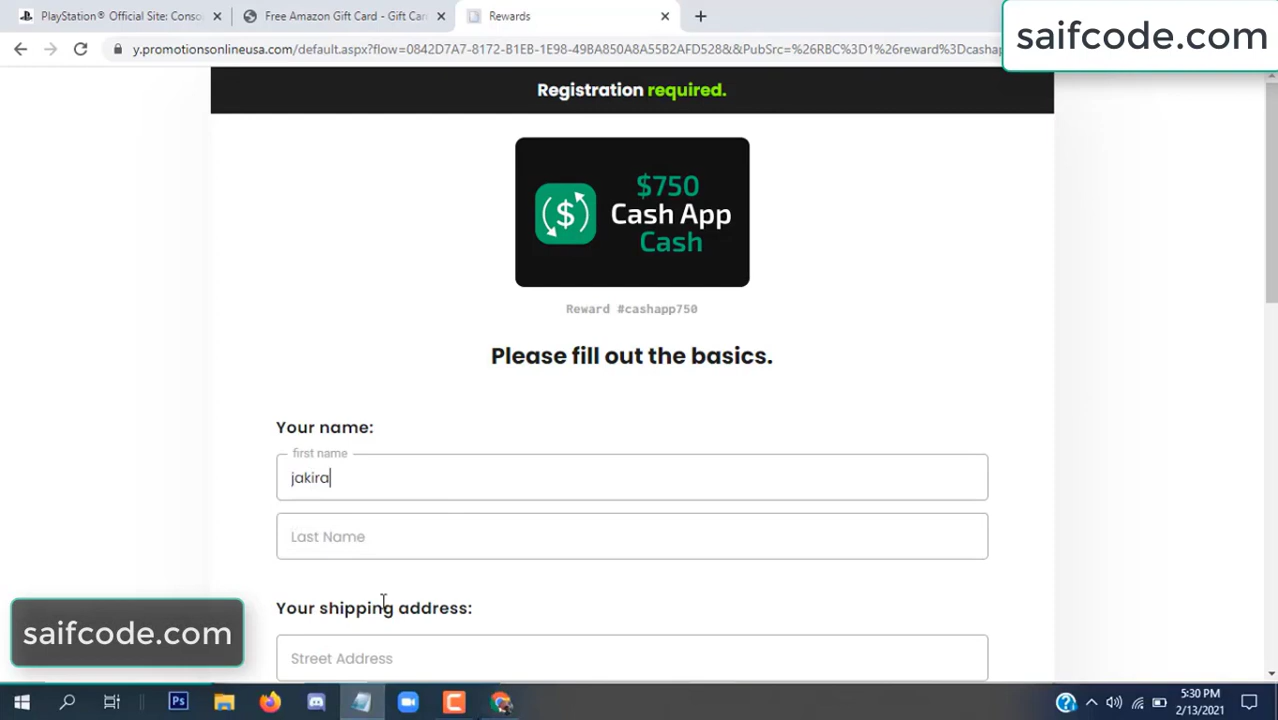 PlayStation® Official Site: Conso
Free Amazon Gift Card - Gift Car
Rewards
saifcode.com
y.promotionsonlineusa.com/default.aspx?flow=0842D7A7-8172-B1EB-1E98-49BA850A8A55B2AFD528&&PubSrc=%26RBC%3D1%26reward%3Dcashap
Registration required.
$750
Cash App
Cash
Reward #cashapp750
Please fill out the basics.
Your name:
first name
jakira
Last Name
Your shipping address:
saifcode.com
Street Address
Ps
5:30 PM
2/13/2021